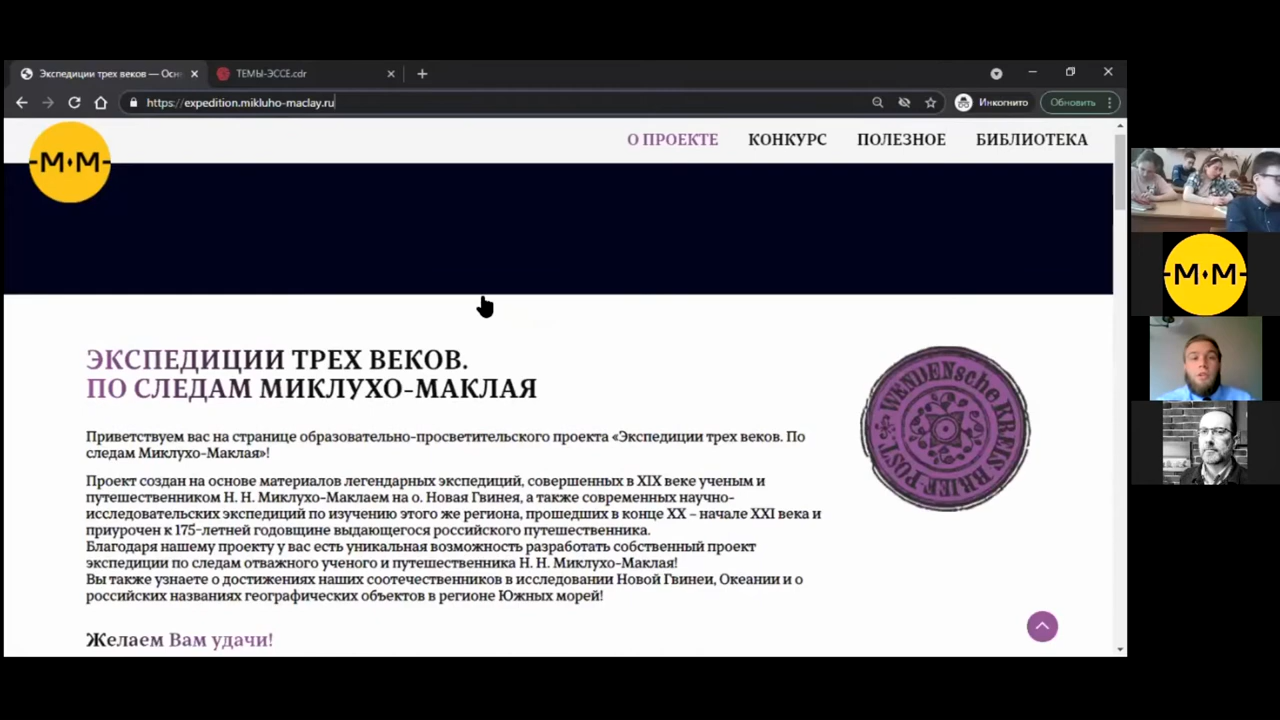 Экспедиции трех веков — Осн
ТЕМЫ-ЭССЕ.cdr
https://expedition.mikluho-maclay.ru
Инкогнито
Обновить
-M·M-
О ПРОЕКТЕ
КОНКУРС
ПОЛЕЗНОЕ
БИБЛИОТЕКА
ЭКСПЕДИЦИИ ТРЕХ ВЕКОВ.
ПО СЛЕДАМ МИКЛУХО-МАКЛАЯ
WENDENsche KREIS BRIEF-POST
Приветствуем вас на странице образовательно-просветительского проекта «Экспедиции трех веков. По
следам Миклухо-Маклая»!
Проект создан на основе материалов легендарных экспедиций, совершенных в XIX веке ученым и
путешественником Н. Н. Миклухо-Маклаем на о. Новая Гвинея, а также современных научно-
исследовательских экспедиций по изучению этого же региона, прошедших в конце XX – начале XXI века и
приурочен к 175-летней годовщине выдающегося российского путешественника.
Благодаря нашему проекту у вас есть уникальная возможность разработать собственный проект
экспедиции по следам отважного ученого и путешественника Н. Н. Миклухо-Маклая!
Вы также узнаете о достижениях наших соотечественников в исследовании Новой Гвинеи, Океании и о
российских названиях географических объектов в регионе Южных морей!
Желаем Вам удачи!
-M·M-